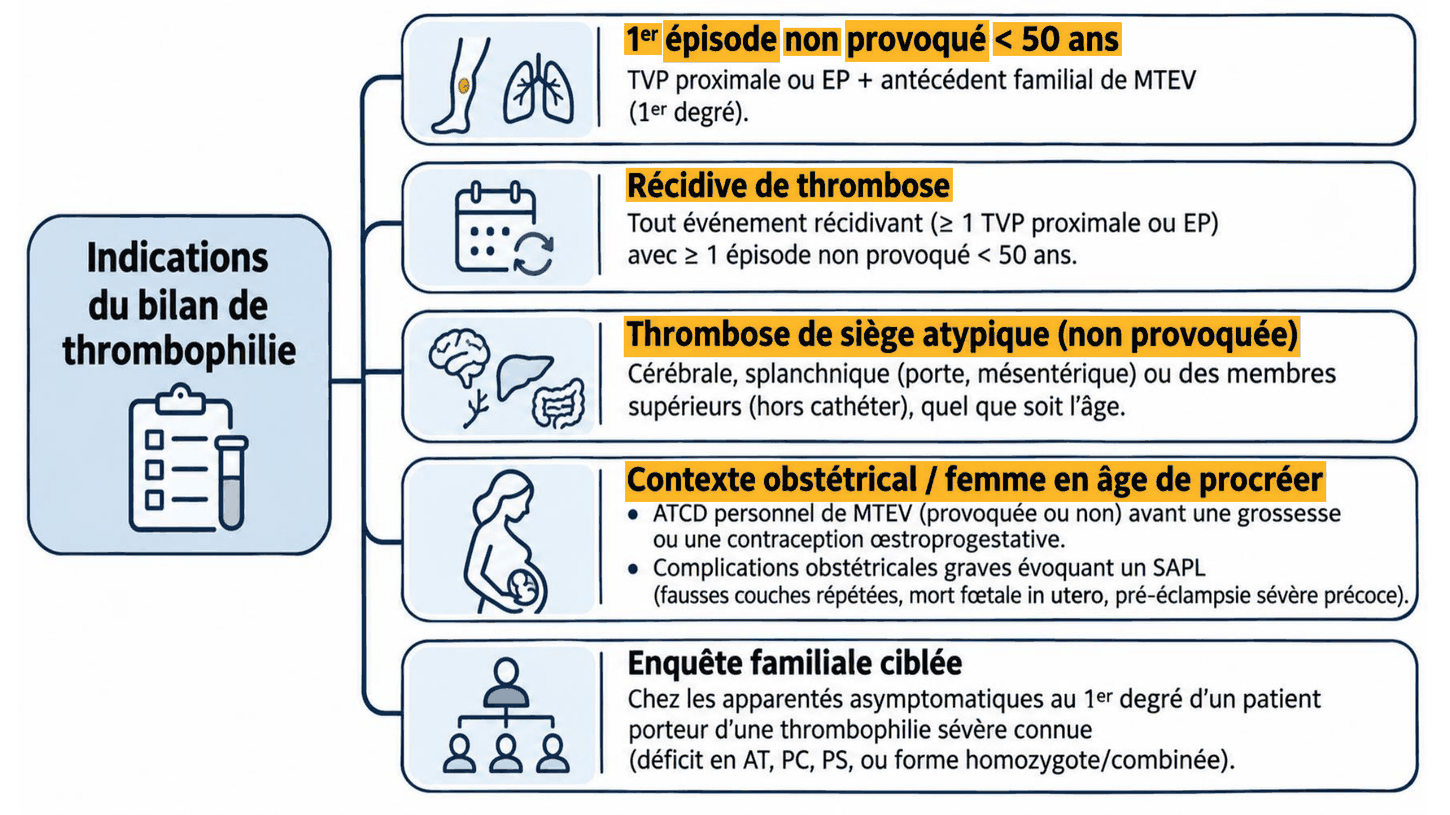 Indications
du bilan de
thrombophilie
1er épisode non provoqué < 50 ans
TVP proximale ou EP + antécédent familial de MTEV
(1er degré).
Récidive de thrombose
Tout événement récidivant (≥ 1 TVP proximale ou EP)
avec ≥ 1 épisode non provoqué < 50 ans.
Thrombose de siège atypique (non provoquée)
Cérébrale, splanchnique (porte, mésentérique) ou des membres
supérieurs (hors cathéter), quel que soit l'âge.
Contexte obstétrical / femme en âge de procréer
• ATCD personnel de MTEV (provoquée ou non) avant une grossesse
ou une contraception œstroprogestative.
• Complications obstétricales graves évoquant un SAPL
(fausses couches répétées, mort fœtale in utero, pré-éclampsie sévère précoce).
Enquête familiale ciblée
Chez les apparentés asymptomatiques au 1er degré d'un patient
porteur d'une thrombophilie sévère connue
(déficit en AT, PC, PS, ou forme homozygote/combinée).